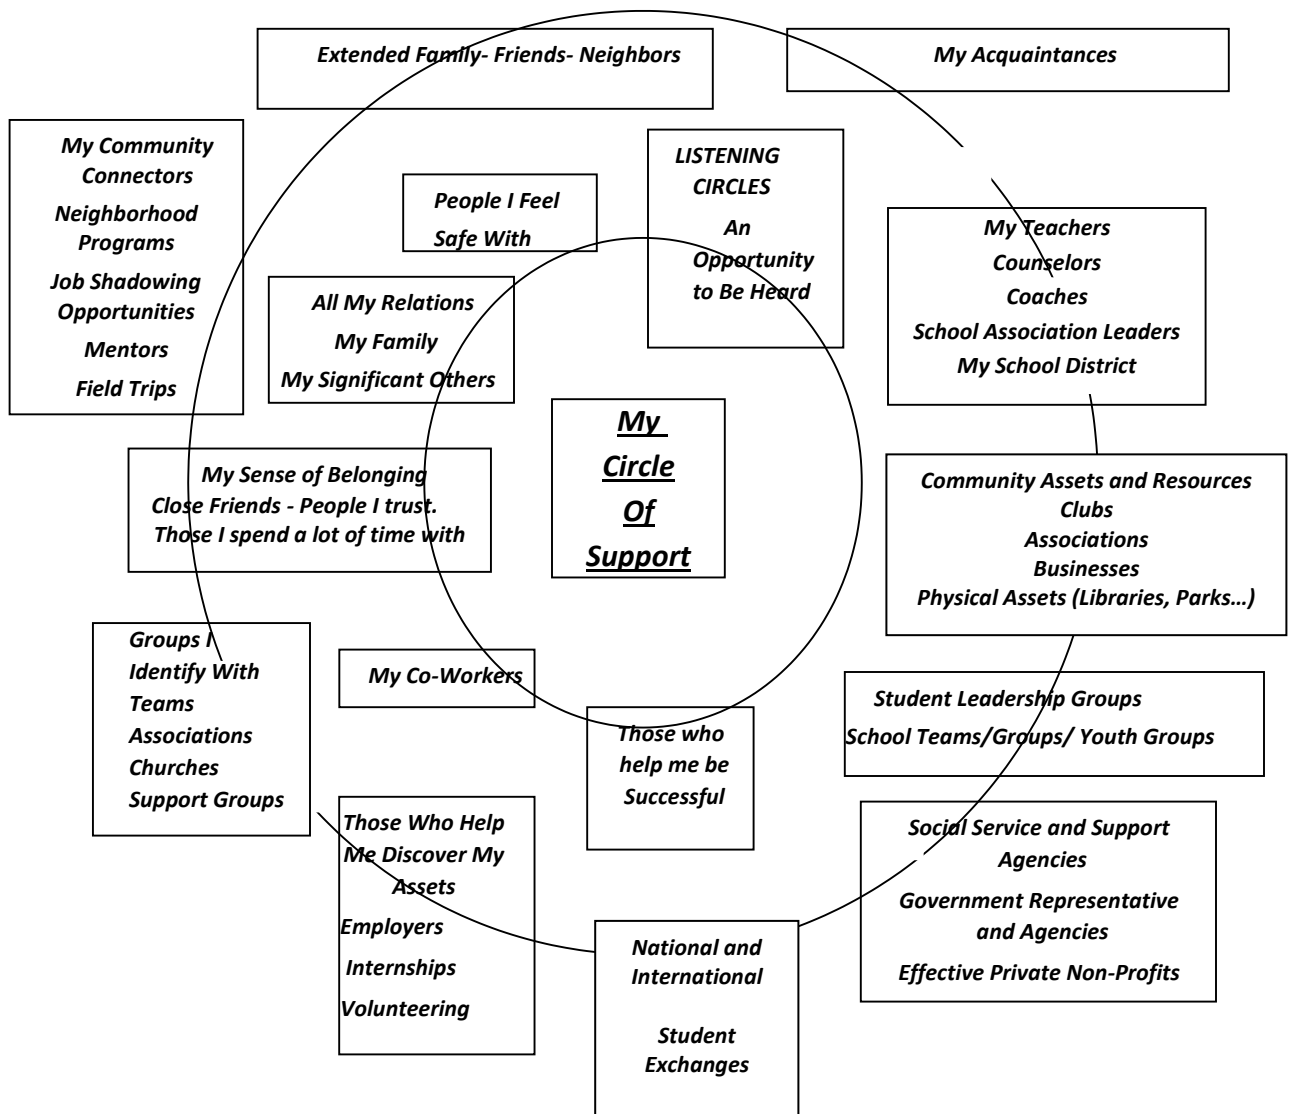 Extended Family- Friends- Neighbors
My Acquaintances
My Community
Connectors
Neighborhood
Programs
Job Shadowing
Opportunities
Mentors
Field Trips
People I Feel
Safe With
LISTENING
CIRCLES
An
Opportunity
to Be Heard
My Teachers
Counselors
Coaches
School Association Leaders
My School District
All My Relations
My Family
My Significant Others
My
Circle
Of
Support
My Sense of Belonging
Close Friends - People I trust.
Those I spend a lot of time with
Community Assets and Resources
Clubs
Associations
Businesses
Physical Assets (Libraries, Parks…)
Groups I
Identify With
Teams
Associations
Churches
Support Groups
My Co-Workers
Those who
help me be
Successful
Student Leadership Groups
School Teams/Groups/ Youth Groups
Those Who Help
Me Discover My
Assets
Employers
Internships
Volunteering
Social Service and Support
Agencies
Government Representative
and Agencies
Effective Private Non-Profits
National and
International
Student
Exchanges